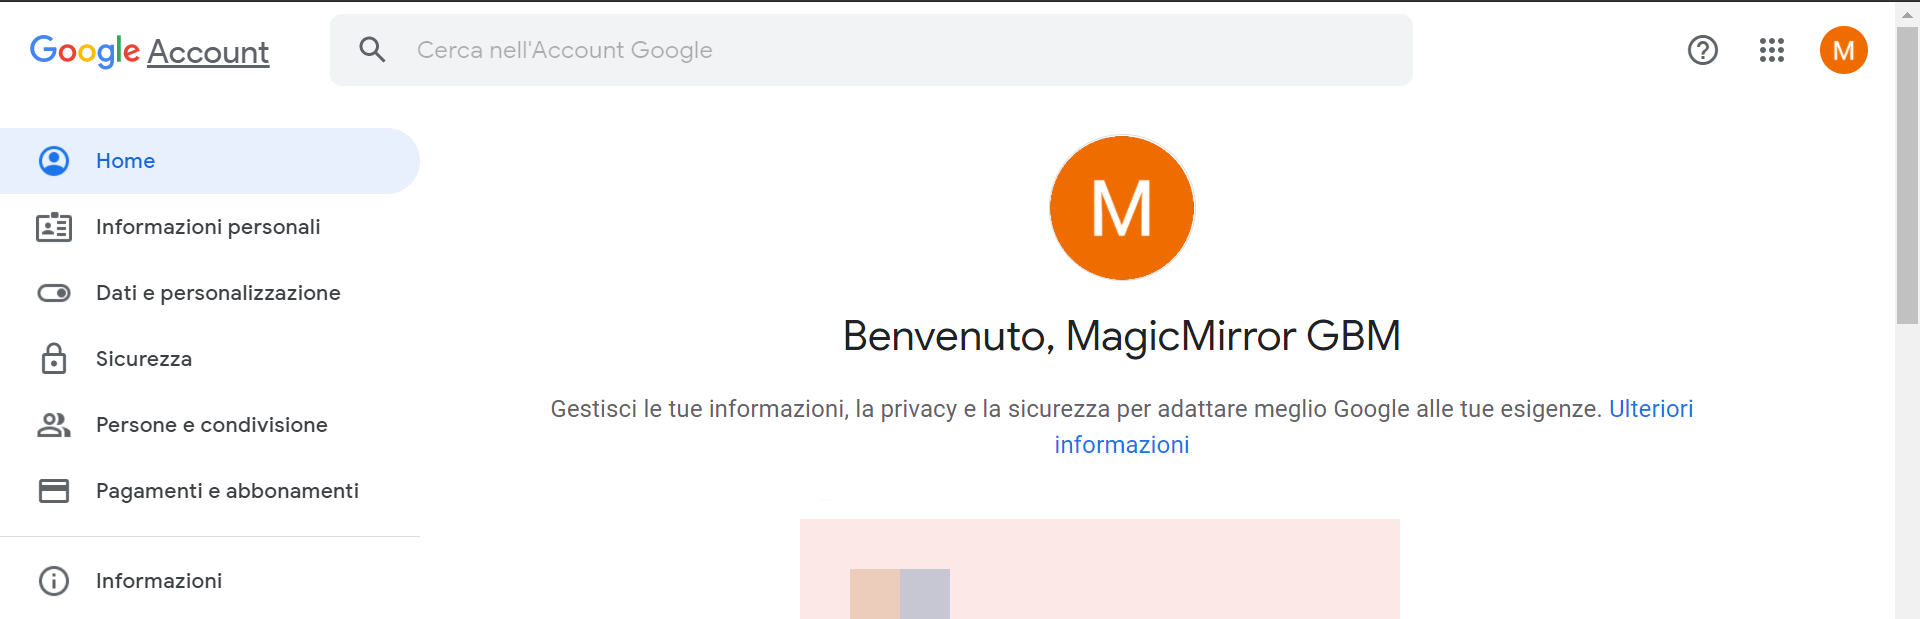 Google Account
Cerca nell'Account Google
M
Home
Informazioni personali
Dati e personalizzazione
Sicurezza
Persone e condivisione
Pagamenti e abbonamenti
Informazioni
M
Benvenuto, MagicMirror GBM
Gestisci le tue informazioni, la privacy e la sicurezza per adattare meglio Google alle tue esigenze. Ulteriori
informazioni